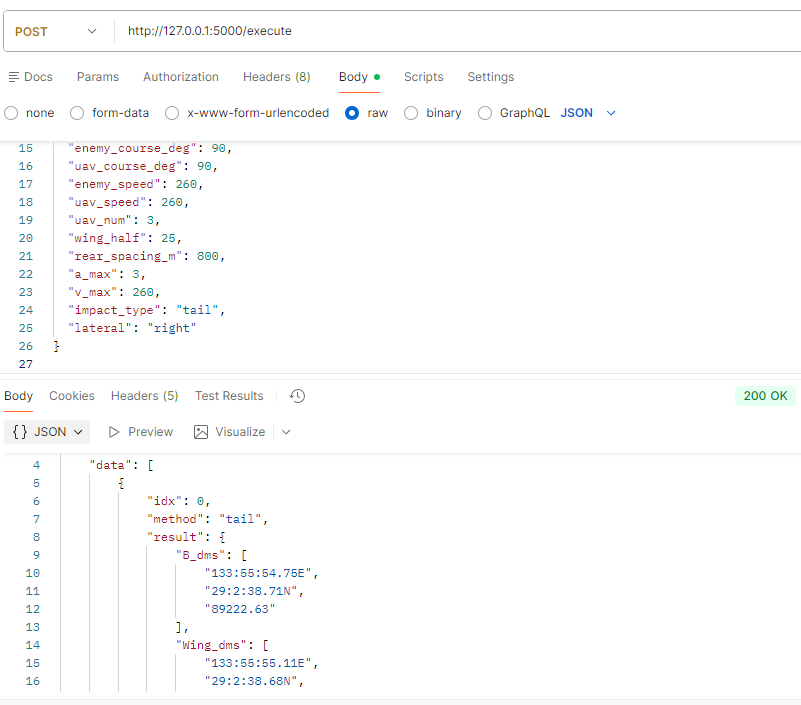 POST http://127.0.0.1:5000/execute
Docs Params Authorization Headers (8) Body Scripts Settings
none form-data x-www-form-urlencoded raw binary GraphQL JSON
15 "enemy_course_deg": 90,
16 "uav_course_deg": 90,
17 "enemy_speed": 260,
18 "uav_speed": 260,
19 "uav_num": 3,
20 "wing_half": 25,
21 "rear_spacing_m": 800,
22 "a_max": 3,
23 "v_max": 260,
24 "impact_type": "tail",
25 "lateral": "right"
26 }
27
Body Cookies Headers (5) Test Results 200 OK
{} JSON Preview Visualize
4 "data": [
5 {
6 "idx": 0,
7 "method": "tail",
8 "result": {
9 "B_dms": [
10 "133:55:54.75E",
11 "29:2:38.71N",
12 "89222.63"
13 ],
14 "Wing_dms": [
15 "133:55:55.11E",
16 "29:2:38.68N",